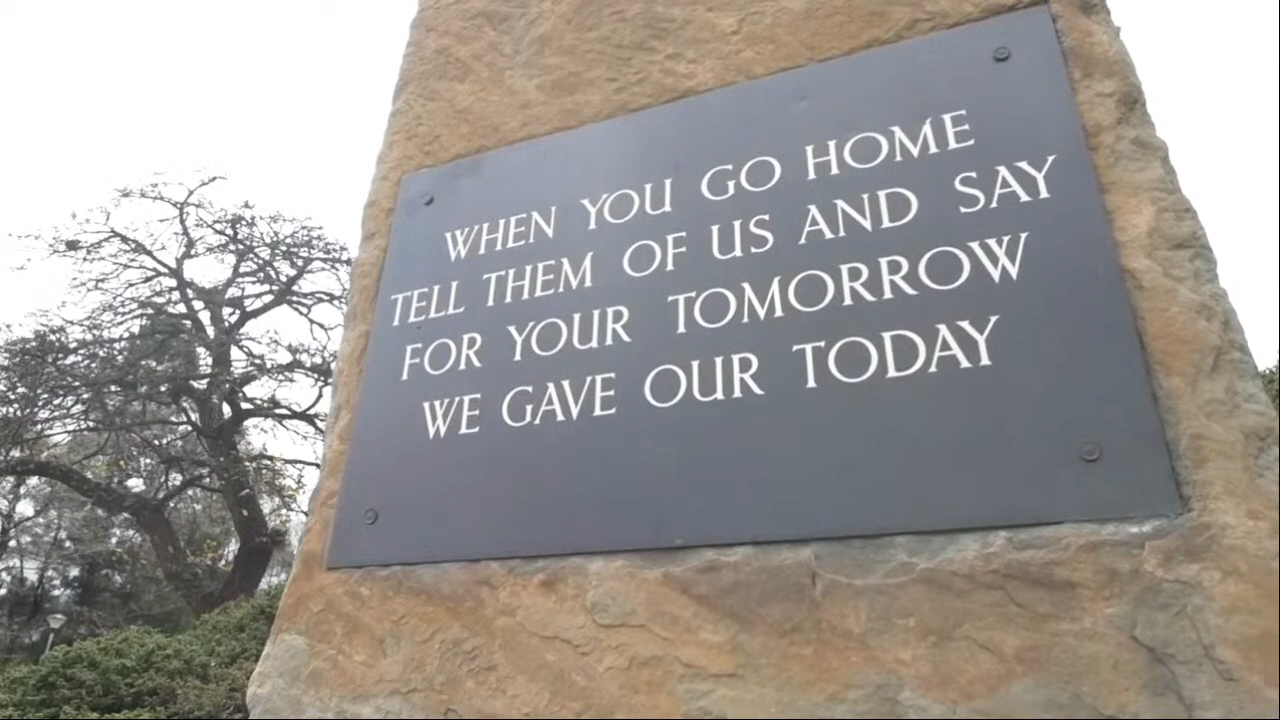 WHEN YOU GO HOME
TELL THEM OF US AND SAY
FOR YOUR TOMORROW
WE GAVE OUR TODAY